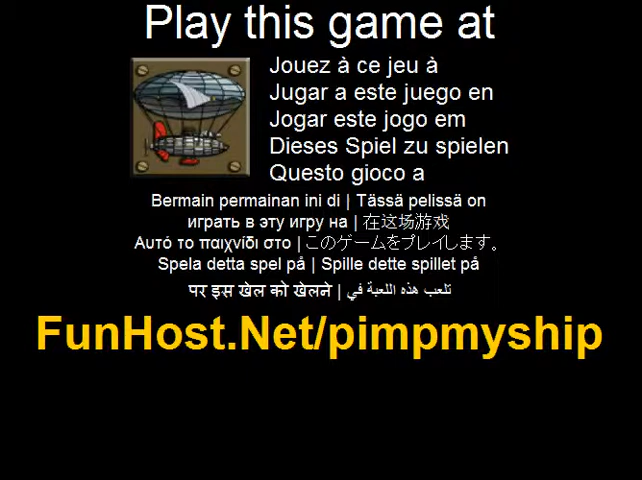 Play this game at
Jouez à ce jeu à
Jugar a este juego en
Jogar este jogo em
Dieses Spiel zu spielen
Questo gioco a
Bermain permainan ini di | Tässä pelissä on
играть в эту игру на | 在这场游戏
Αυτό το παιχνίδι στο | このゲームをプレイします。
Spela detta spel på | Spille dette spillet på
पर इस खेल को खेलने | تلعب هذه اللعبة في
FunHost.Net/pimpmyship